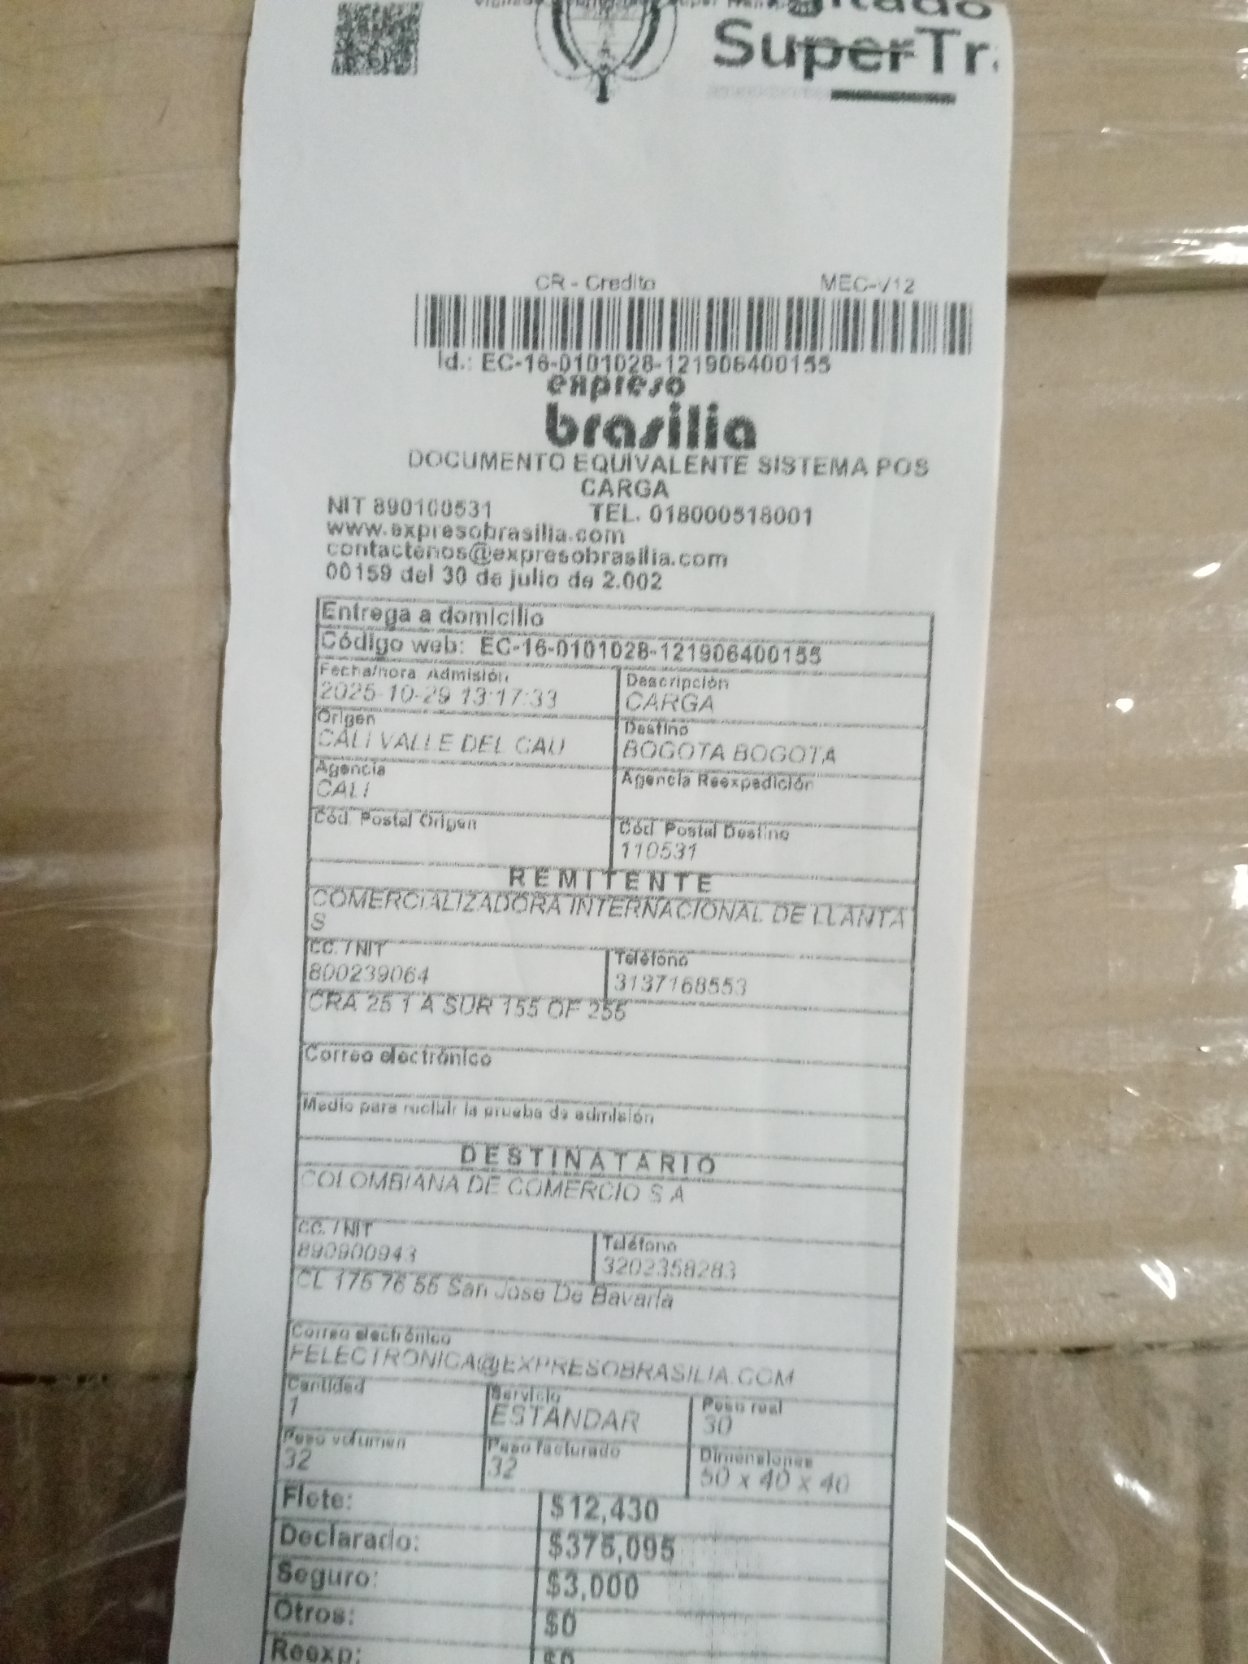 SuperTr
CR - Credito MEC-V12
Id.: EC-16-0101028-121906400155
expreso
brasilia
DOCUMENTO EQUIVALENTE SISTEMA POS
CARGA
NIT 890100531 TEL. 018000518001
www.expresobrasilia.com
contactenos@expresobrasilia.com
00159 del 30 de julio de 2.002
Entrega a domicilio
Código web: EC-16-0101028-121906400155
Fecha/hora Admisión Descripción
2025-10-29 13:17:33 CARGA
Origen Destino
CALI VALLE DEL CAU BOGOTA BOGOTA
Agencia Agencia Reexpedición
CALI
Cód. Postal Origen Cód. Postal Destino
110531
REMITENTE
COMERCIALIZADORA INTERNACIONAL DE LLANTA
S
CC. / NIT Teléfono
800239064 3137168553
CRA 25 1 A SUR 155 OF 255
Correo electrónico
Medio para recibir la prueba de admisión
DESTINATARIO
COLOMBIANA DE COMERCIO S A
CC. / NIT Teléfono
890900943 3202358283
CL 175 76 55 San Jose De Bavaria
Correo electrónico
FELECTRONICA@EXPRESOBRASILIA.COM
Cantidad Servicio Peso real
1 ESTANDAR 30
Peso volumen Peso facturado Dimensiones
32 32 50 x 40 x 40
Flete: $12,430
Declarado: $375,095
Seguro: $3,000
Otros: $0
Reexp: $0